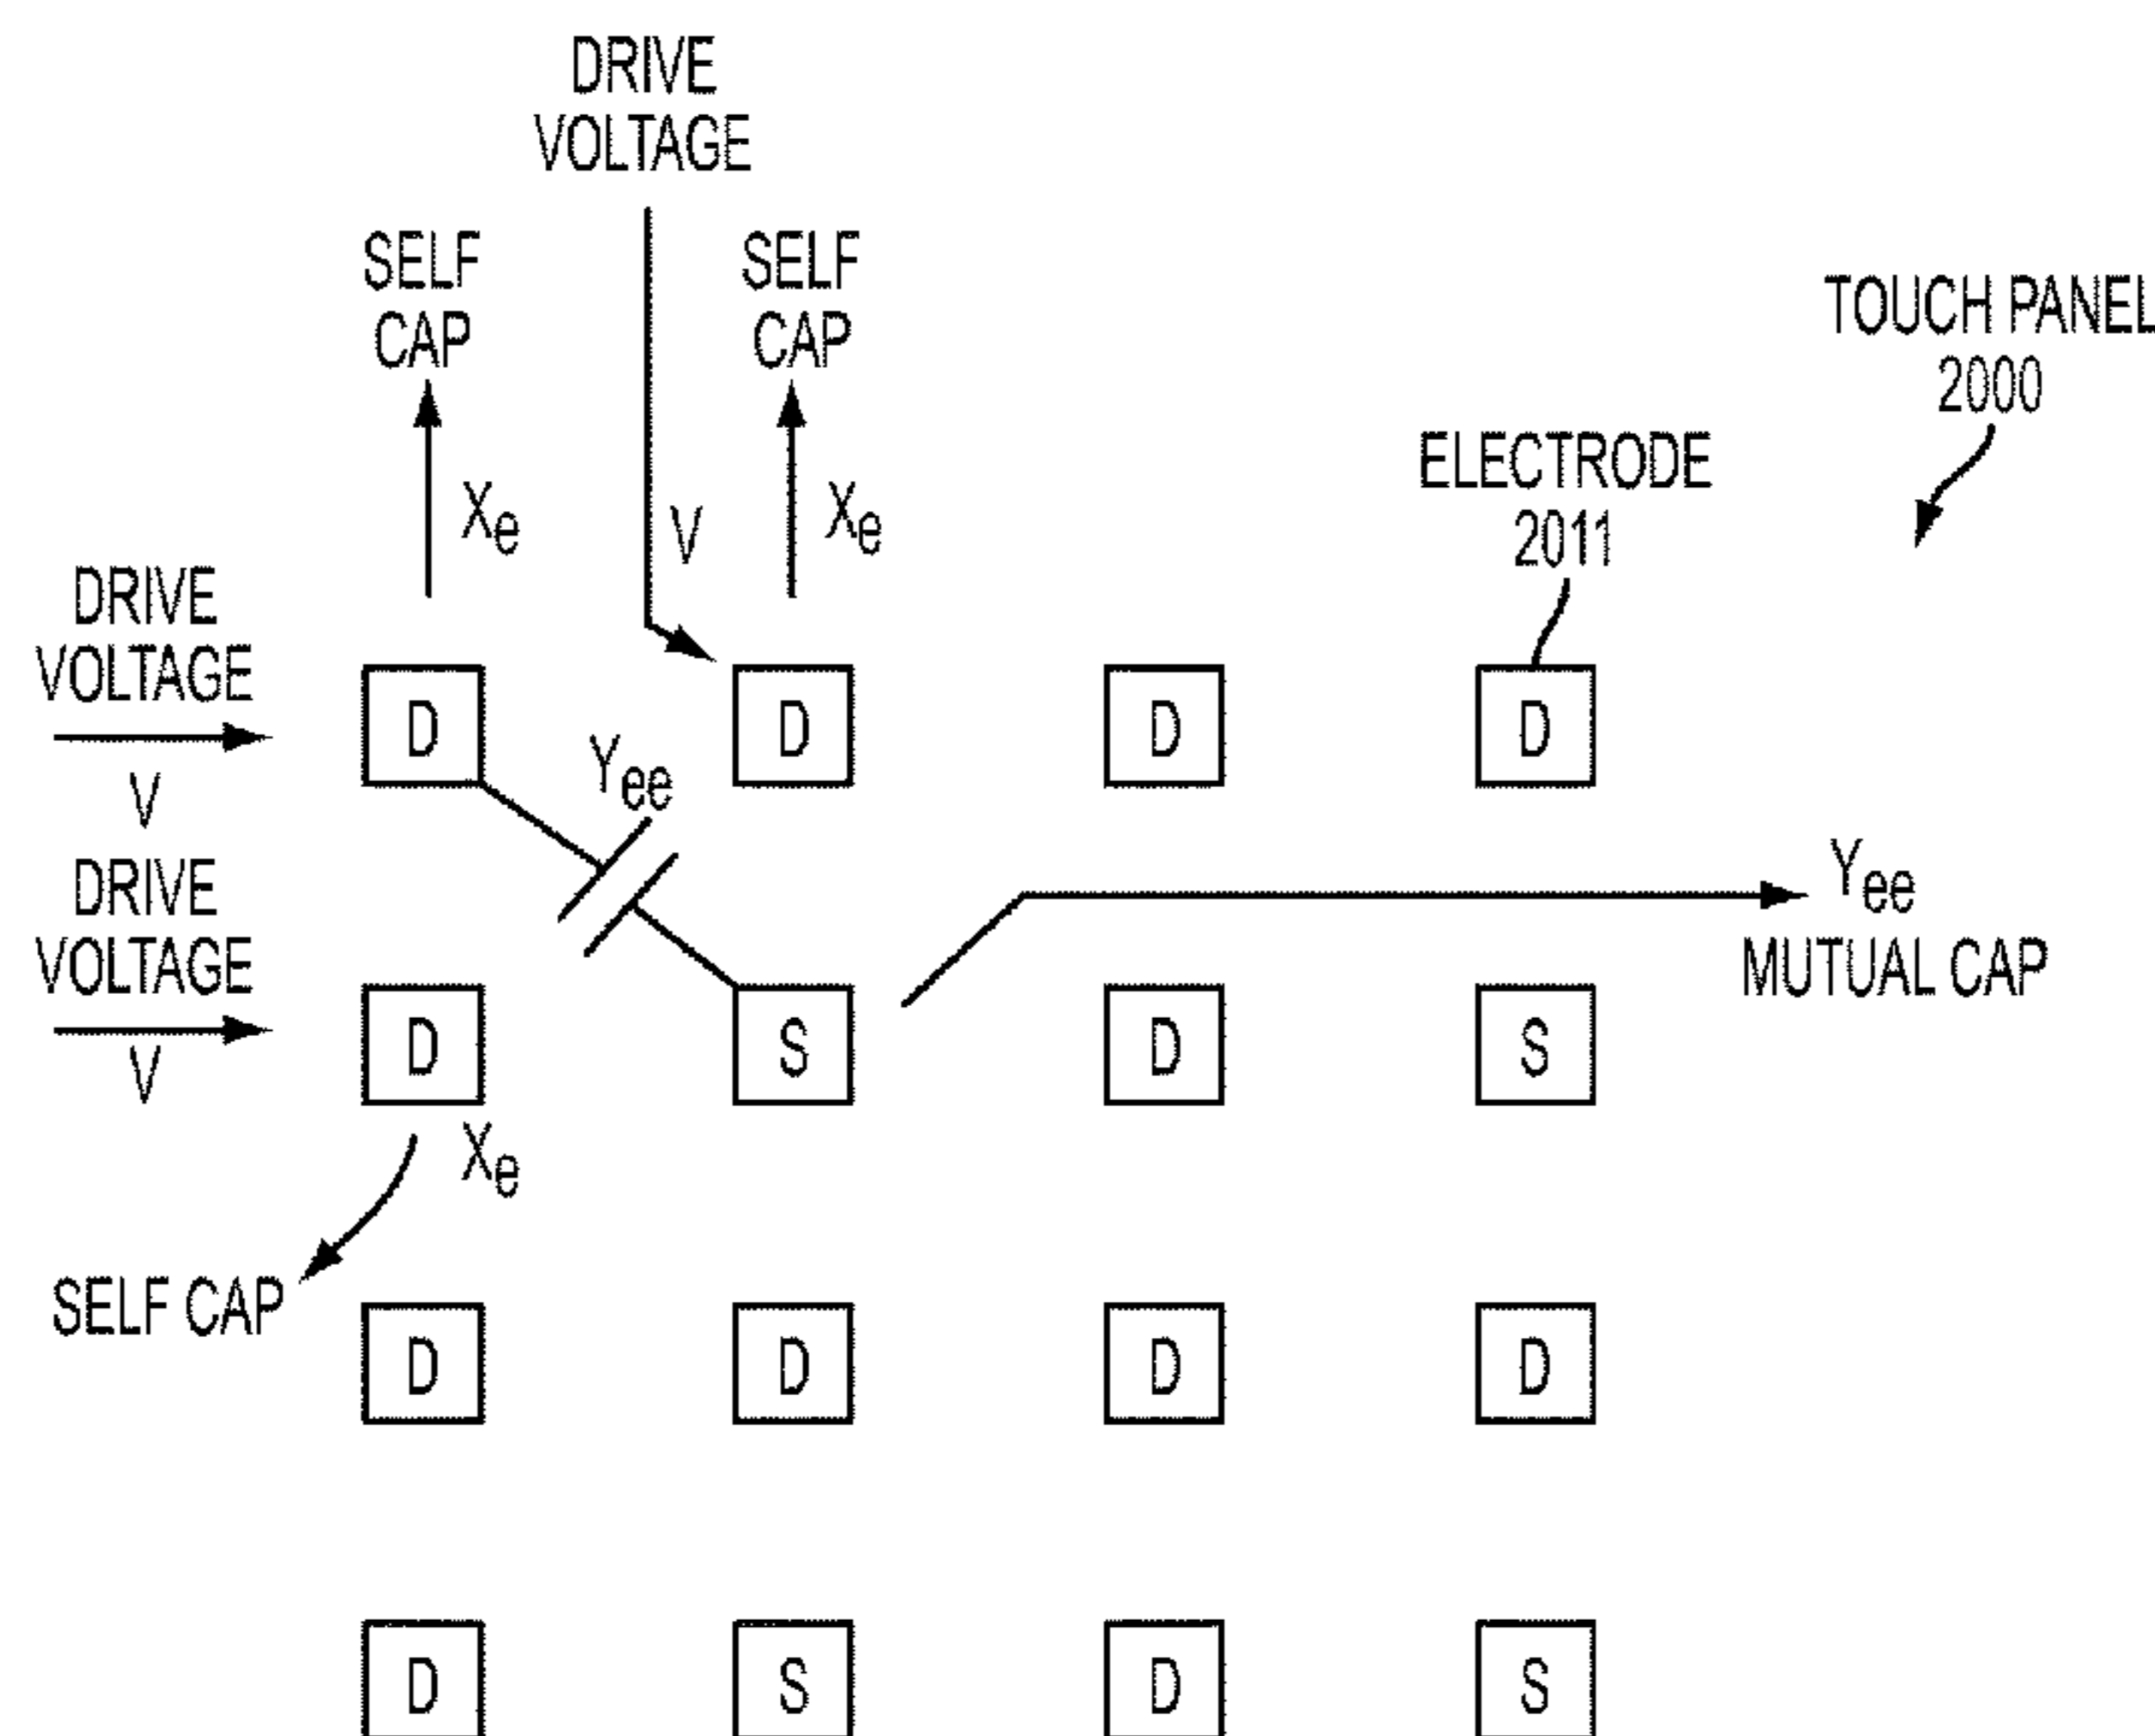 DRIVE
VOLTAGE
SELF
CAP
SELF
CAP
TOUCH PANEL
2000
ELECTRODE
2011
Xe
V
Xe
DRIVE
VOLTAGE
V
D
D
D
D
Yee
DRIVE
VOLTAGE
V
Yee
MUTUAL CAP
D
S
D
S
Xe
SELF CAP
D
D
D
D
D
S
D
S